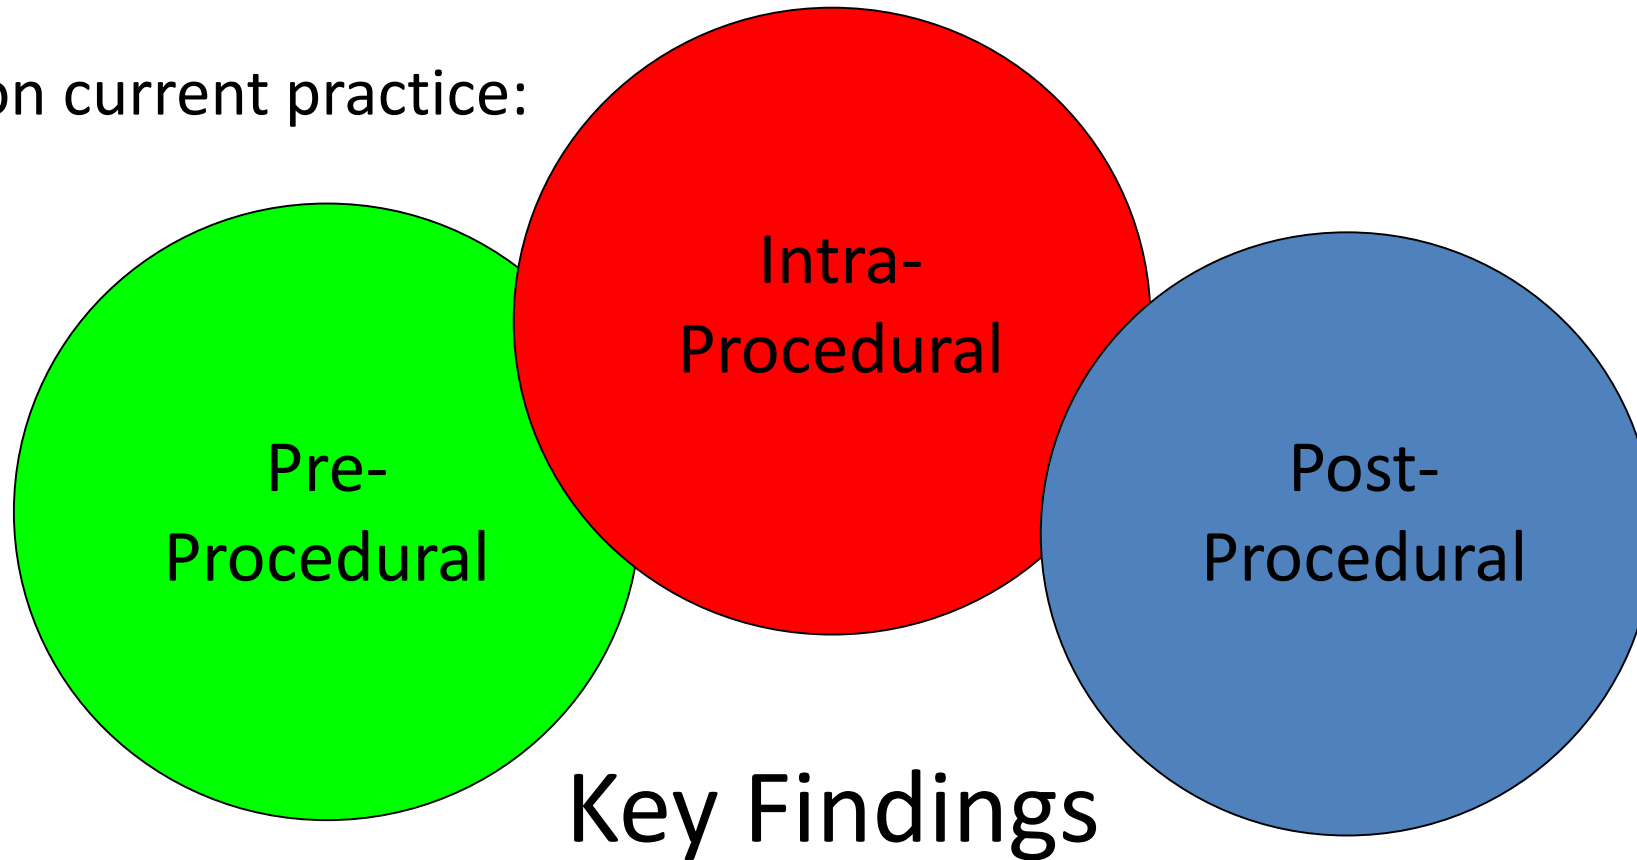 on current practice:
Intra-
Procedural
Pre-
Procedural
Post-
Procedural
Key Findings